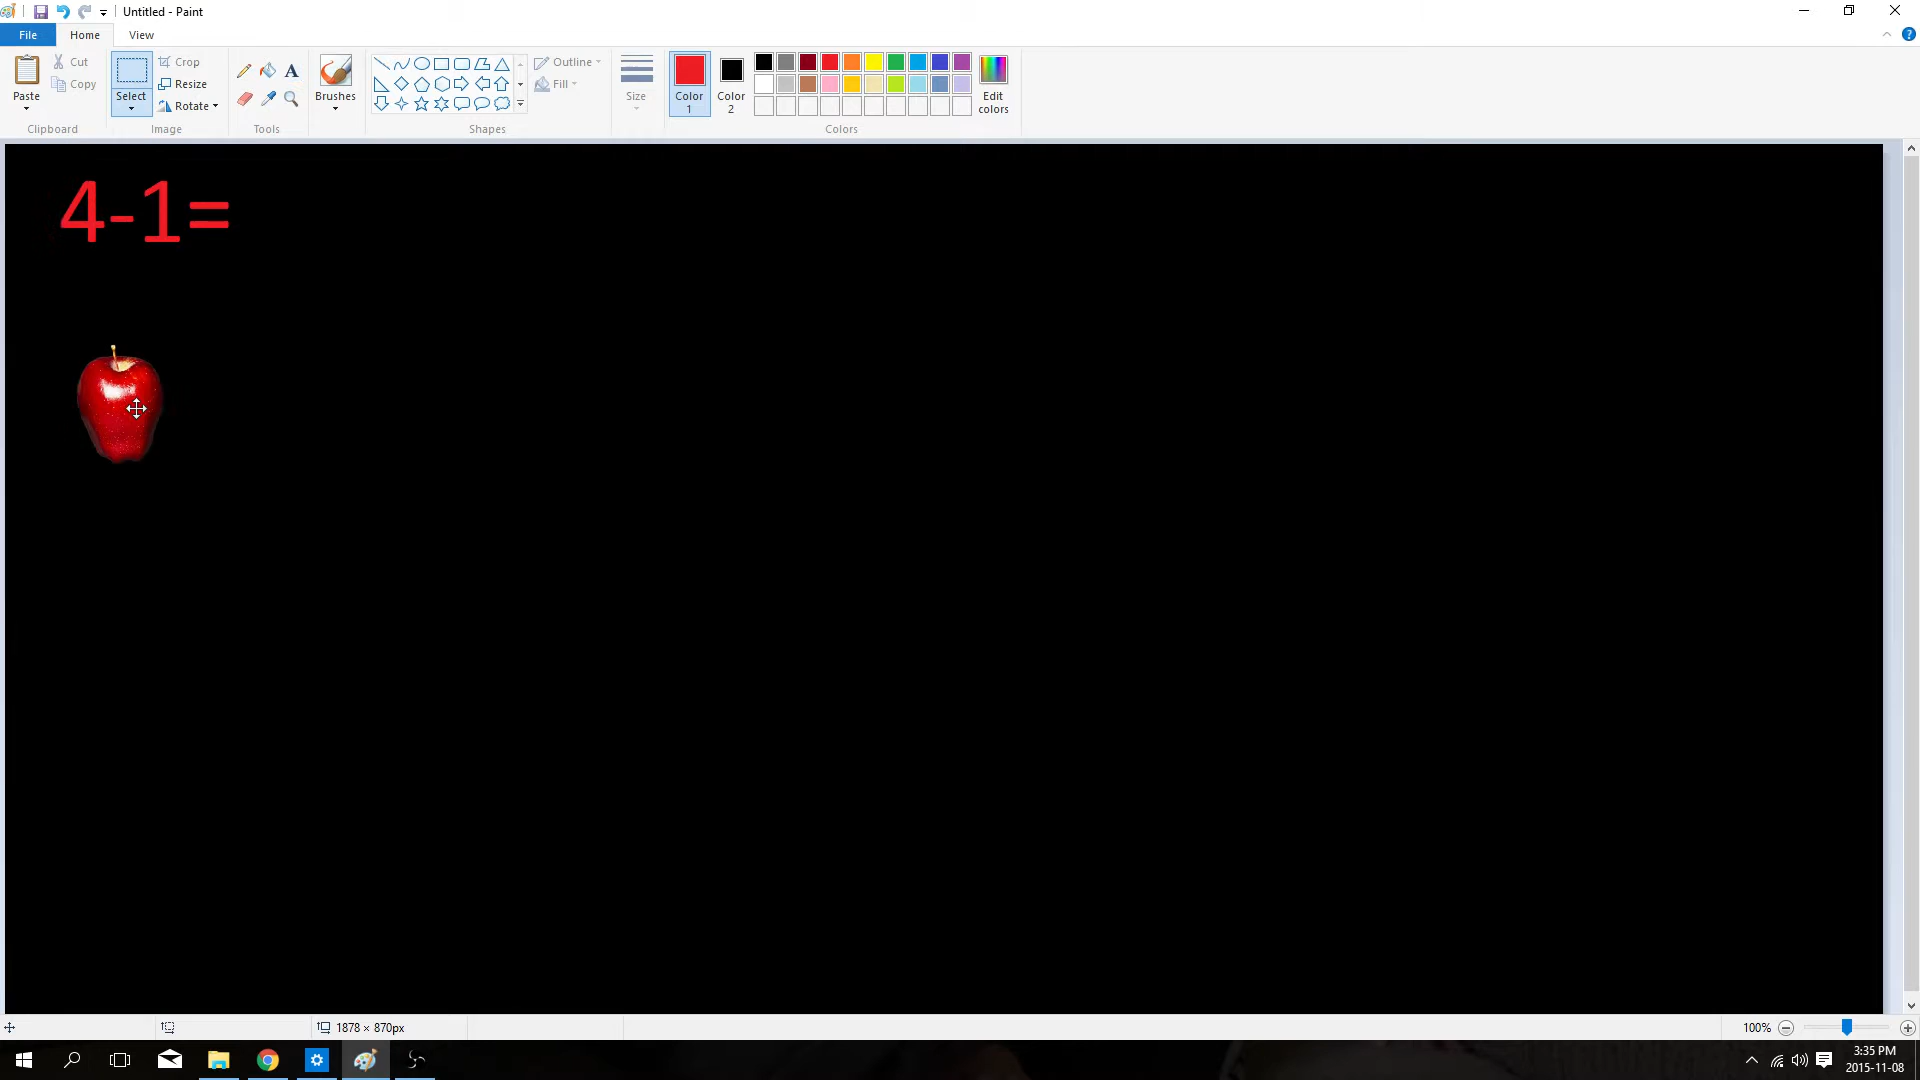 Untitled - Paint
File Home View
Paste
Cut
Copy
Clipboard
Select
Crop
Resize
Rotate
Image
A
Tools
Brushes
Shapes
Outline
Fill
Size
Color 1
Color 2
Edit colors
Colors
4-1=
1878 × 870px
100%
3:35 PM
2015-11-08